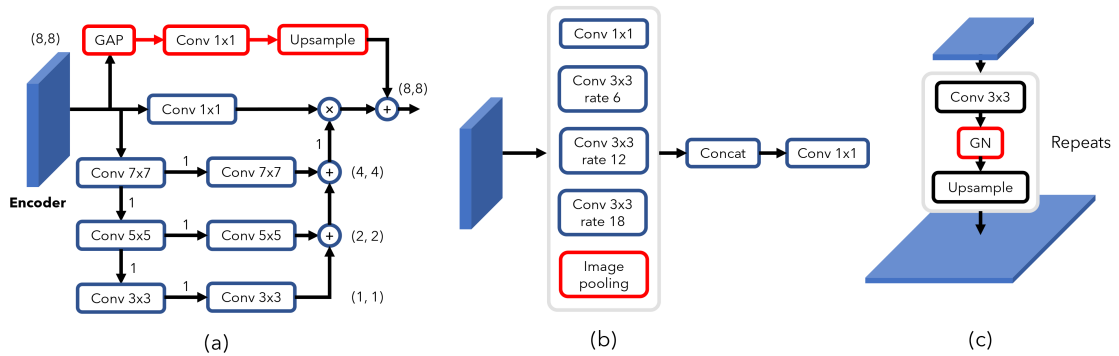 (8,8)
GAP
Conv 1x1
Upsample
(8,8)
Conv 1x1
×
+
1
Conv 7x7
1
Conv 7x7
+
(4, 4)
Encoder
1
Conv 5x5
1
Conv 5x5
+
(2, 2)
1
Conv 3x3
1
Conv 3x3
(1, 1)
(a)
Conv 1x1
Conv 3x3
rate 6
Conv 3x3
rate 12
Conv 3x3
rate 18
Image
pooling
Concat
Conv 1x1
(b)
Conv 3x3
GN
Upsample
Repeats
(c)